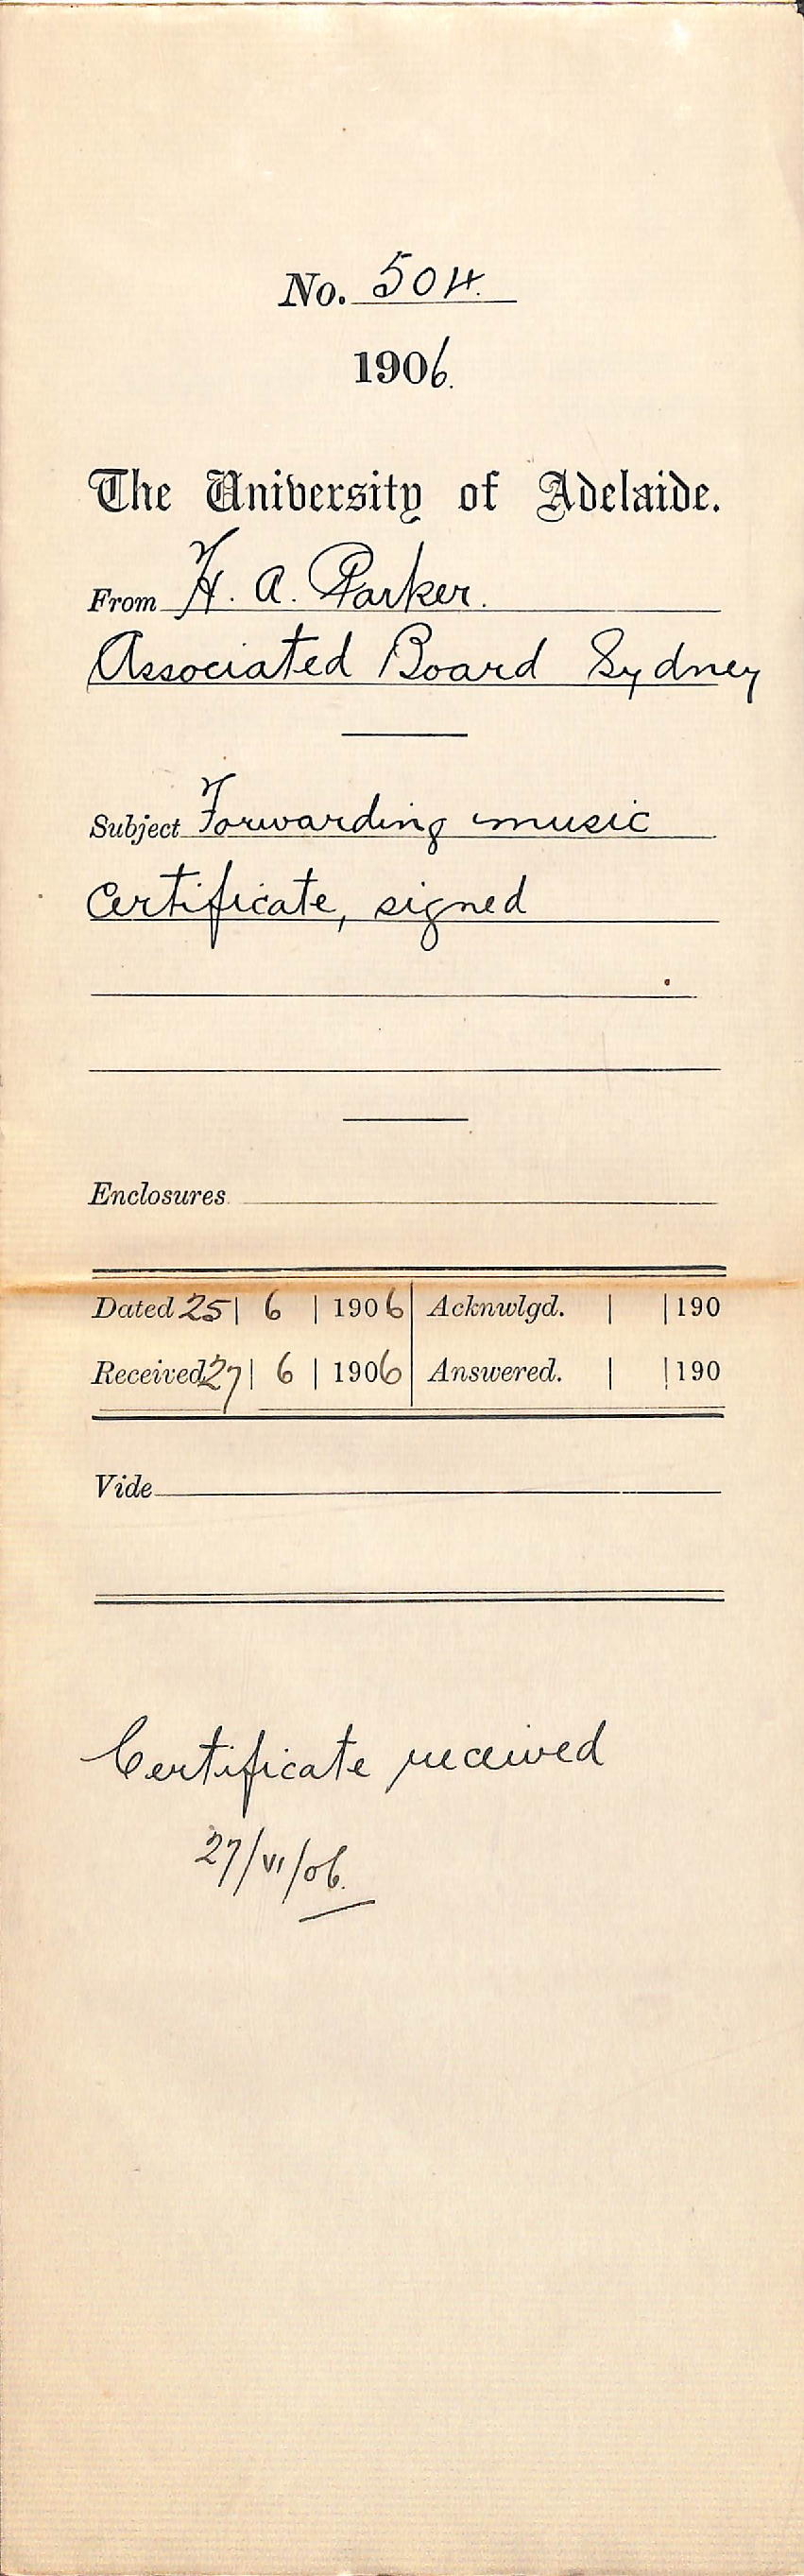 No. 504.
1906.
The University of Adelaide.
From H. A. Parker.
Associated Board Sydney
Subject Forwarding music
Certificate, signed
Enclosures
Dated 25 | 6 | 1906 | Acknwlgd. | | 190
Received 27 | 6 | 1906 | Answered. | | 190
Vide
Certificate received
27/VI/06.